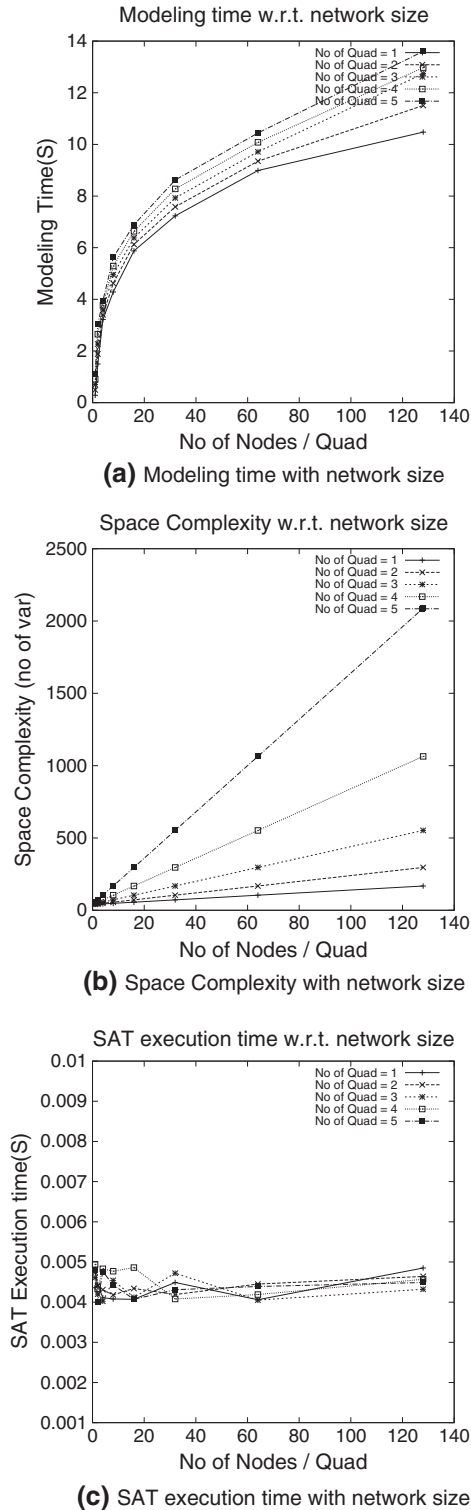 Modeling time w.r.t. network size
14
12
10
8
6
4
2
0
Modeling Time(S)
No of Quad = 1
No of Quad = 2
No of Quad = 3
No of Quad = 4
No of Quad = 5
0 20 40 60 80 100 120 140
No of Nodes / Quad
(a) Modeling time with network size
Space Complexity w.r.t. network size
2500
2000
1500
1000
500
0
Space Complexity (no of var)
No of Quad = 1
No of Quad = 2
No of Quad = 3
No of Quad = 4
No of Quad = 5
0 20 40 60 80 100 120 140
No of Nodes / Quad
(b) Space Complexity with network size
SAT execution time w.r.t. network size
0.01
0.009
0.008
0.007
0.006
0.005
0.004
0.003
0.002
0.001
SAT Execution time(S)
No of Quad = 1
No of Quad = 2
No of Quad = 3
No of Quad = 4
No of Quad = 5
0 20 40 60 80 100 120 140
No of Nodes / Quad
(c) SAT execution time with network size